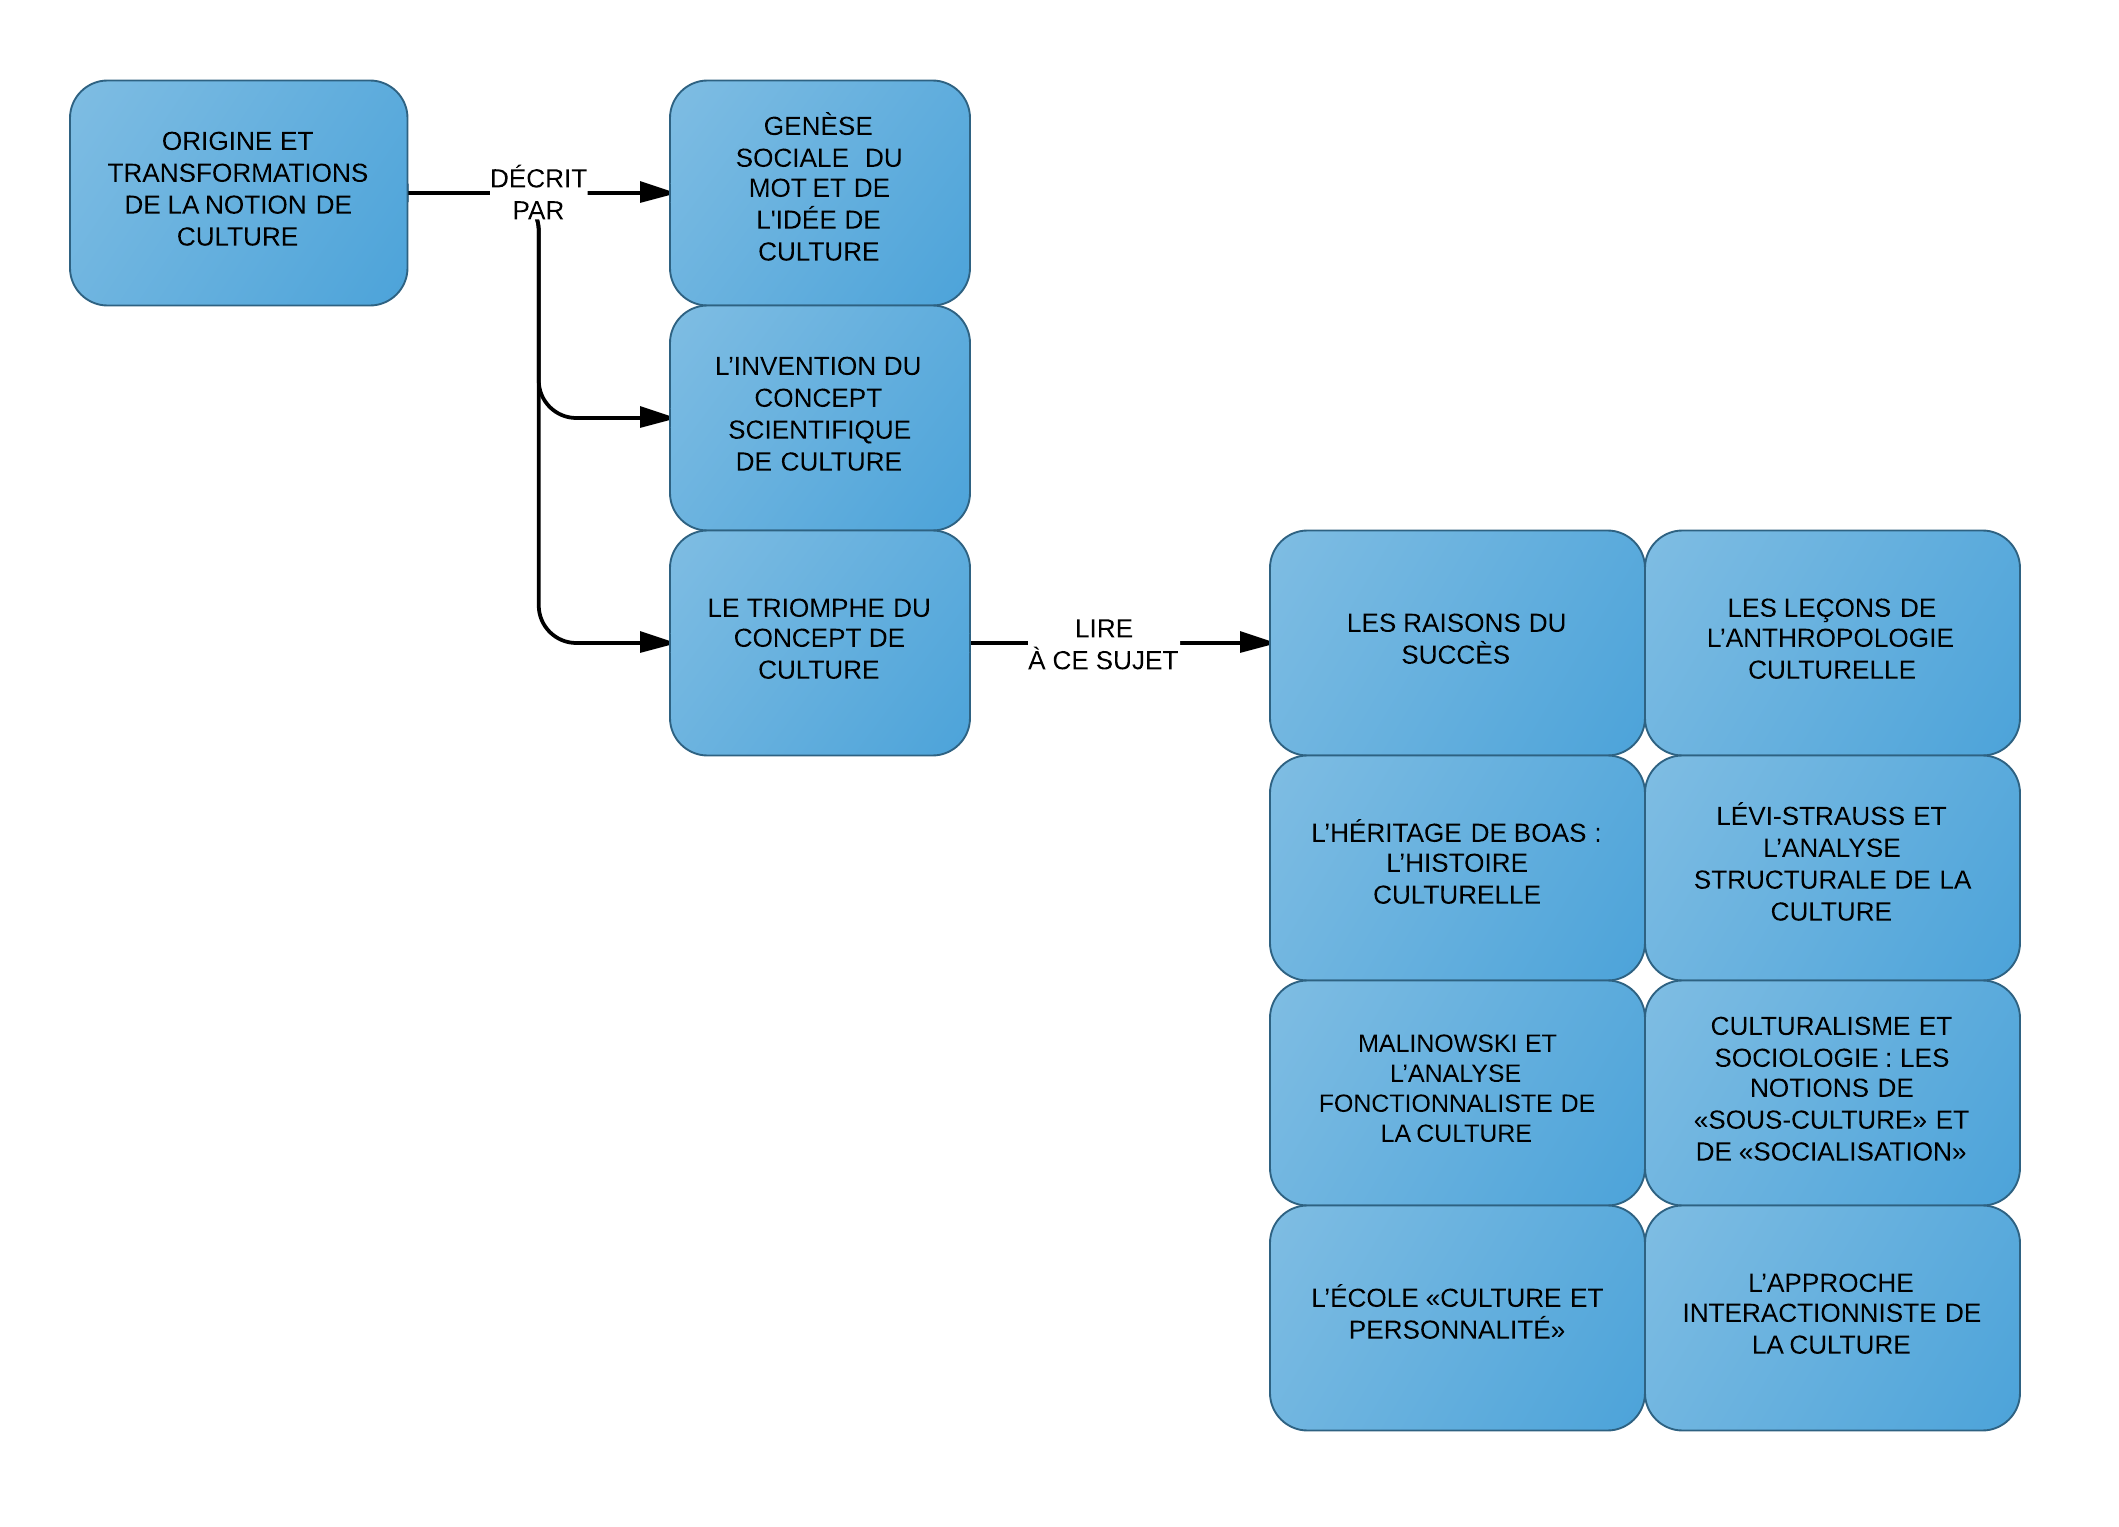 ORIGINE ET
TRANSFORMATIONS
DE LA NOTION DE
CULTURE
DÉCRIT
PAR
GENÈSE
SOCIALE DU
MOT ET DE
L'IDÉE DE
CULTURE
L’INVENTION DU
CONCEPT
SCIENTIFIQUE
DE CULTURE
LE TRIOMPHE DU
CONCEPT DE
CULTURE
LIRE
À CE SUJET
LES RAISONS DU
SUCCÈS
LES LEÇONS DE
L’ANTHROPOLOGIE
CULTURELLE
L’HÉRITAGE DE BOAS :
L’HISTOIRE
CULTURELLE
LÉVI-STRAUSS ET
L’ANALYSE
STRUCTURALE DE LA
CULTURE
MALINOWSKI ET
L’ANALYSE
FONCTIONNALISTE DE
LA CULTURE
CULTURALISME ET
SOCIOLOGIE : LES
NOTIONS DE
«SOUS-CULTURE» ET
DE «SOCIALISATION»
L’ÉCOLE «CULTURE ET
PERSONNALITÉ»
L’APPROCHE
INTERACTIONNISTE DE
LA CULTURE